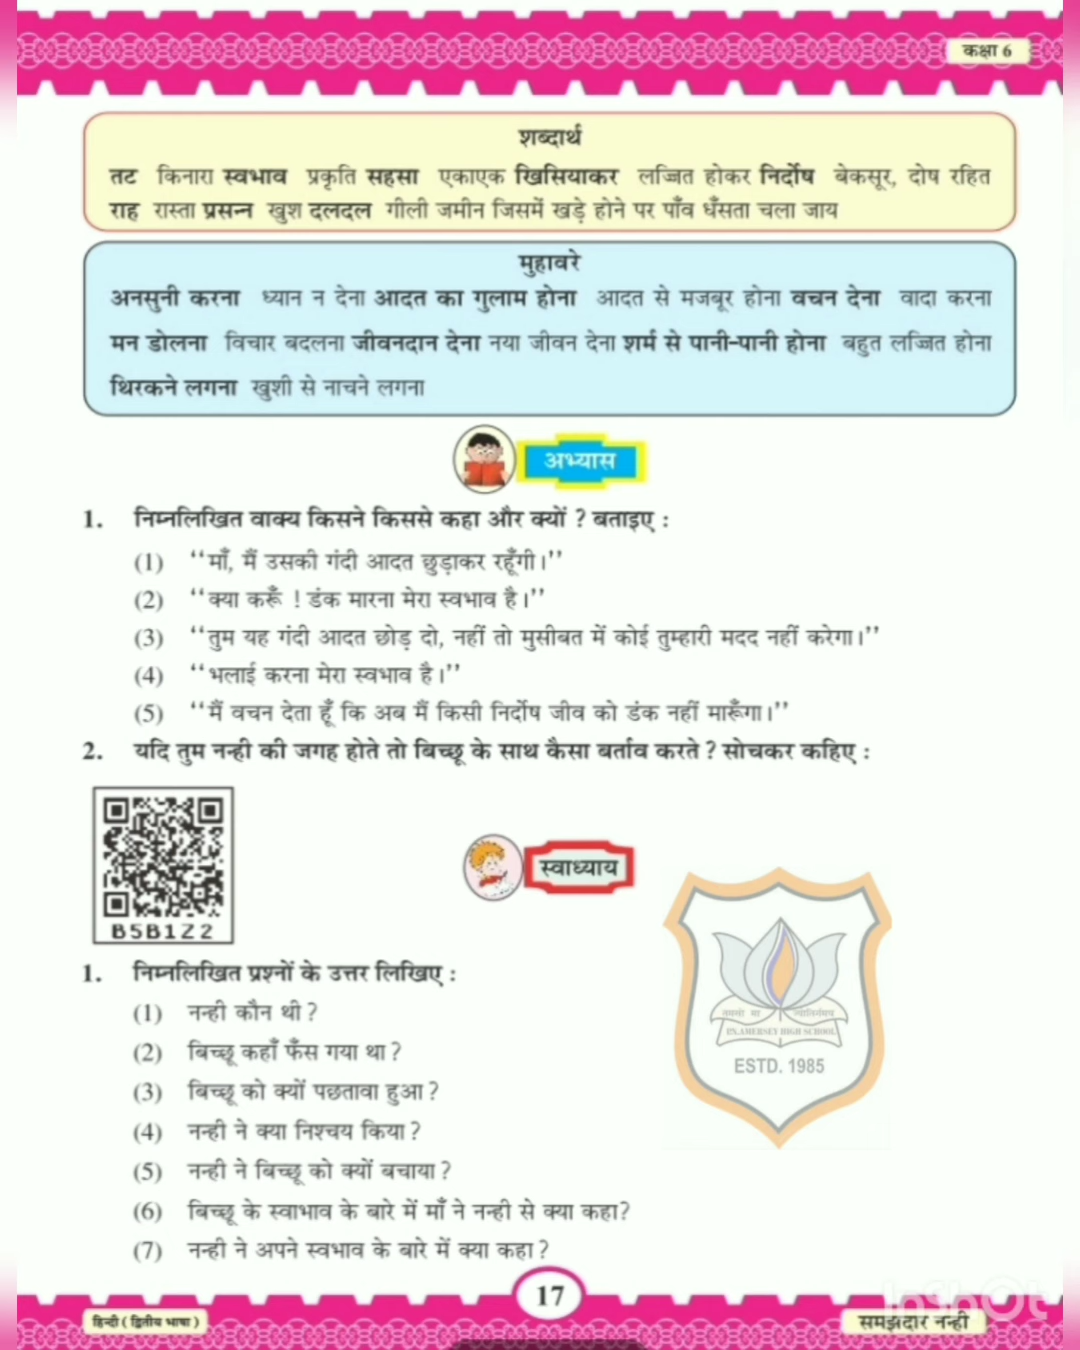 कक्षा 6
शब्दार्थ
तट किनारा स्वभाव प्रकृति सहसा एकाएक खिसियाकर लज्जित होकर निर्दोष बेकसूर, दोष रहित
राह रास्ता प्रसन्न खुश दलदल गीली जमीन जिसमें खड़े होने पर पाँव धँसता चला जाय
मुहावरे
अनसुनी करना ध्यान न देना आदत का गुलाम होना आदत से मजबूर होना वचन देना वादा करना
मन डोलना विचार बदलना जीवनदान देना नया जीवन देना शर्म से पानी-पानी होना बहुत लज्जित होना
थिरकने लगना खुशी से नाचने लगना
अभ्यास
1. निम्नलिखित वाक्य किसने किससे कहा और क्यों ? बताइए :
(1) ‘‘माँ, मैं उसकी गंदी आदत छुड़ाकर रहूँगी।’’
(2) ‘‘क्या करूँ ! डंक मारना मेरा स्वभाव है।’’
(3) ‘‘तुम यह गंदी आदत छोड़ दो, नहीं तो मुसीबत में कोई तुम्हारी मदद नहीं करेगा।’’
(4) ‘‘भलाई करना मेरा स्वभाव है।’’
(5) ‘‘मैं वचन देता हूँ कि अब मैं किसी निर्दोष जीव को डंक नहीं मारूँगा।’’
2. यदि तुम नन्ही की जगह होते तो बिच्छू के साथ कैसा बर्ताव करते ? सोचकर कहिए :
B5B1Z2
स्वाध्याय
तमसो मा ज्योतिर्गमय
P.N.AMERSEY HIGH SCHOOL
ESTD. 1985
1. निम्नलिखित प्रश्नों के उत्तर लिखिए :
(1) नन्ही कौन थी ?
(2) बिच्छू कहाँ फँस गया था ?
(3) बिच्छू को क्यों पछतावा हुआ ?
(4) नन्ही ने क्या निश्चय किया ?
(5) नन्ही ने बिच्छू को क्यों बचाया ?
(6) बिच्छू के स्वाभाव के बारे में माँ ने नन्ही से क्या कहा?
(7) नन्ही ने अपने स्वभाव के बारे में क्या कहा ?
17
हिन्दी ( द्वितीय भाषा )
समझदार नन्ही